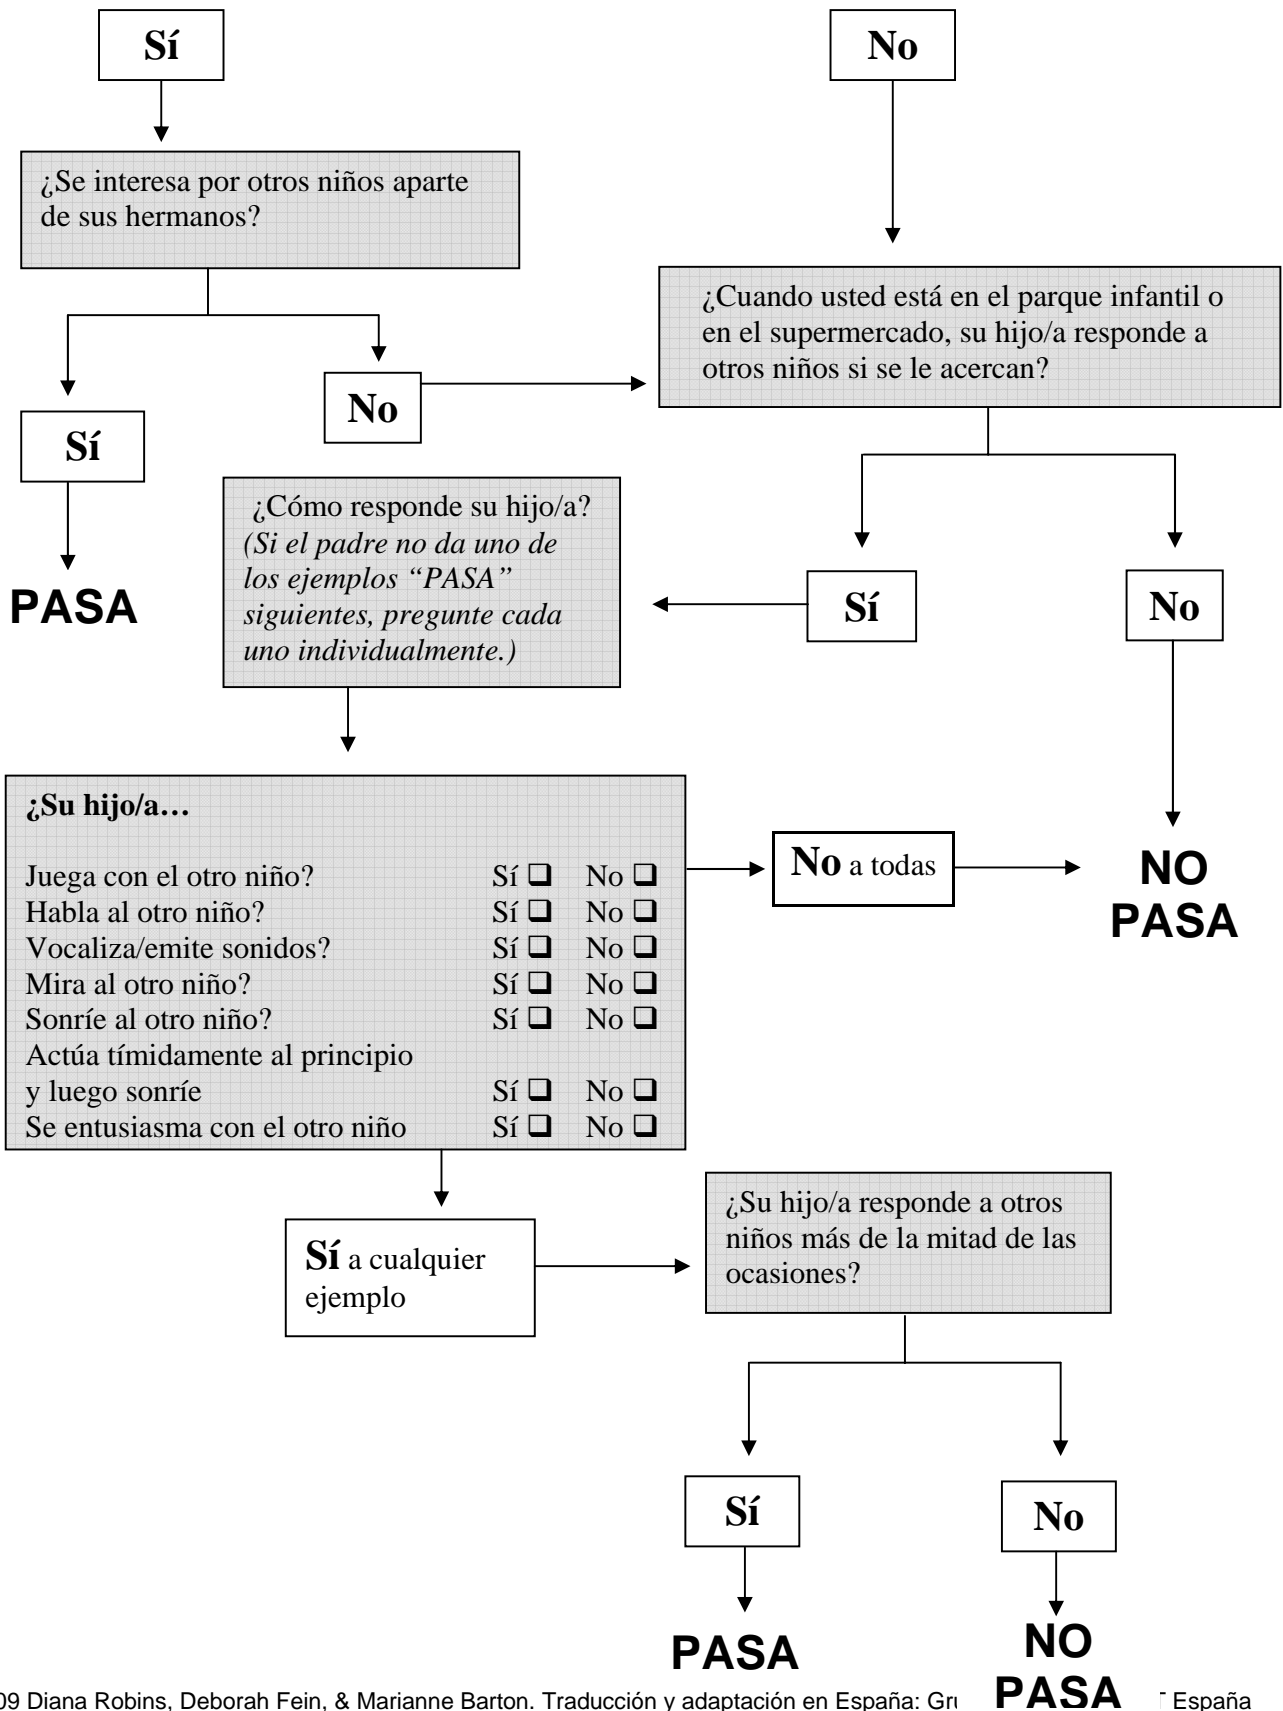 Sí
No
¿Se interesa por otros niños aparte
de sus hermanos?
¿Cuando usted está en el parque infantil o
en el supermercado, su hijo/a responde a
otros niños si se le acercan?
Sí
No
¿Cómo responde su hijo/a?
(Si el padre no da uno de
los ejemplos “PASA”
siguientes, pregunte cada
uno individualmente.)
Sí
No
PASA
¿Su hijo/a…
Juega con el otro niño? Sí ❑ No ❑
Habla al otro niño? Sí ❑ No ❑
Vocaliza/emite sonidos? Sí ❑ No ❑
Mira al otro niño? Sí ❑ No ❑
Sonríe al otro niño? Sí ❑ No ❑
Actúa tímidamente al principio
y luego sonríe Sí ❑ No ❑
Se entusiasma con el otro niño Sí ❑ No ❑
No a todas
NO
PASA
Sí a cualquier
ejemplo
¿Su hijo/a responde a otros
niños más de la mitad de las
ocasiones?
Sí
No
PASA
NO
PASA
09 Diana Robins, Deborah Fein, & Marianne Barton. Traducción y adaptación en España: España